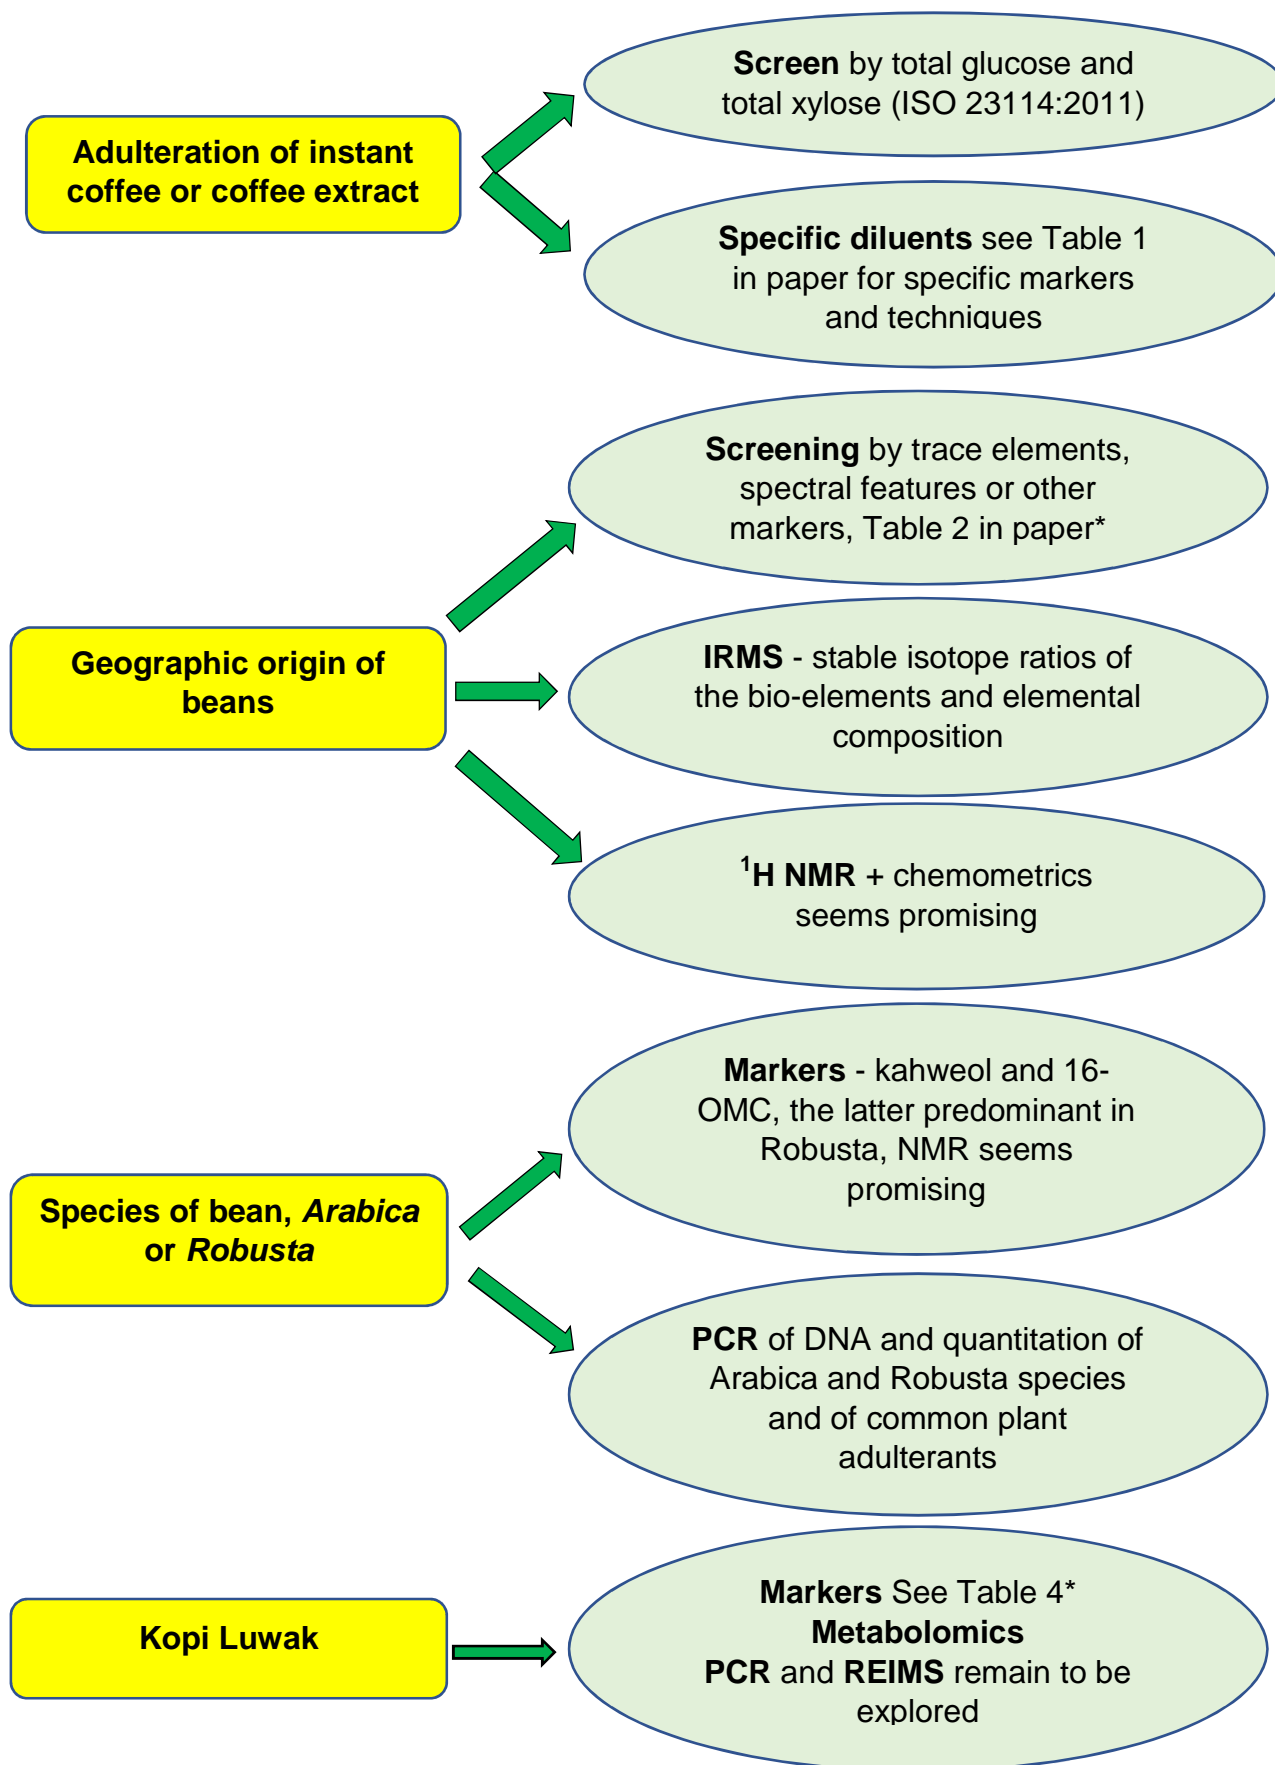 Screen by total glucose and
total xylose (ISO 23114:2011)
Adulteration of instant
coffee or coffee extract
Specific diluents see Table 1
in paper for specific markers
and techniques
Screening by trace elements,
spectral features or other
markers, Table 2 in paper*
Geographic origin of
beans
IRMS - stable isotope ratios of
the bio-elements and elemental
composition
¹H NMR + chemometrics
seems promising
Markers - kahweol and 16-
OMC, the latter predominant in
Robusta, NMR seems
promising
Species of bean, Arabica
or Robusta
PCR of DNA and quantitation of
Arabica and Robusta species
and of common plant
adulterants
Kopi Luwak
Markers See Table 4*
Metabolomics
PCR and REIMS remain to be
explored